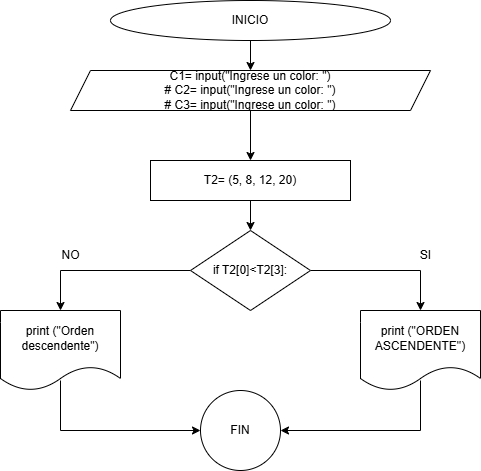 INICIO
C1= input("Ingrese un color: ")
# C2= input("Ingrese un color: ")
# C3= input("Ingrese un color: ")
T2= (5, 8, 12, 20)
NO
SI
if T2[0]<T2[3]:
print ("Orden
descendente")
print ("ORDEN
ASCENDENTE")
FIN